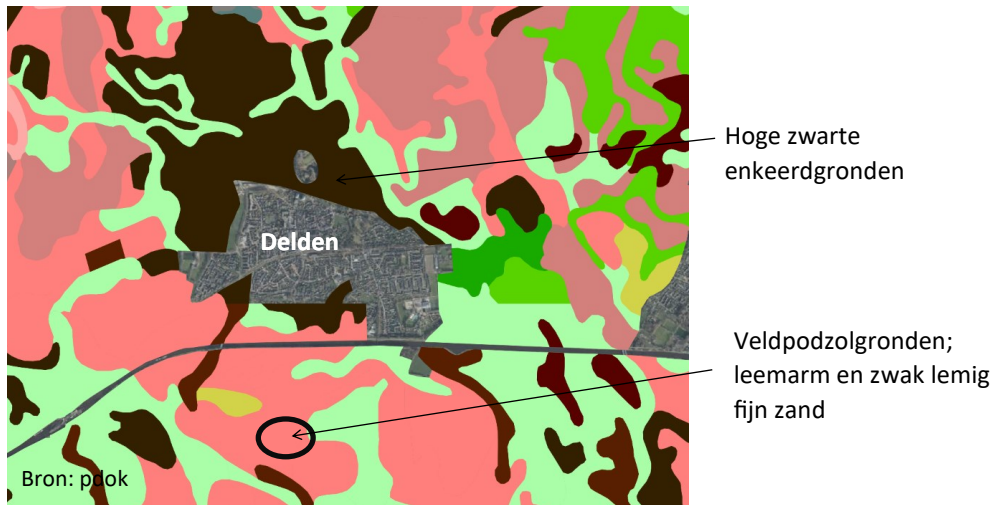 Hoge zwarte
enkeerdgronden
Delden
Veldpodzolgronden;
leemarm en zwak lemig
fijn zand
Bron: pdok